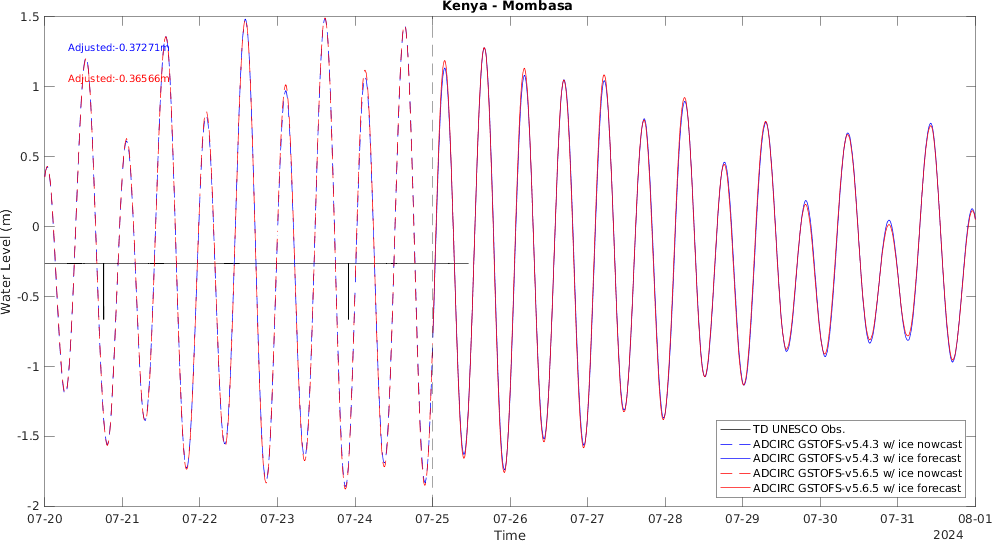 Kenya - Mombasa
Adjusted:-0.37271m
Adjusted:-0.36566m
Water Level (m)
1.5
1
0.5
0
-0.5
-1
-1.5
-2
07-20
07-21
07-22
07-23
07-24
07-25
07-26
07-27
07-28
07-29
07-30
07-31
08-01
Time
2024
TD UNESCO Obs.
ADCIRC GSTOFS-v5.4.3 w/ ice nowcast
ADCIRC GSTOFS-v5.4.3 w/ ice forecast
ADCIRC GSTOFS-v5.6.5 w/ ice nowcast
ADCIRC GSTOFS-v5.6.5 w/ ice forecast